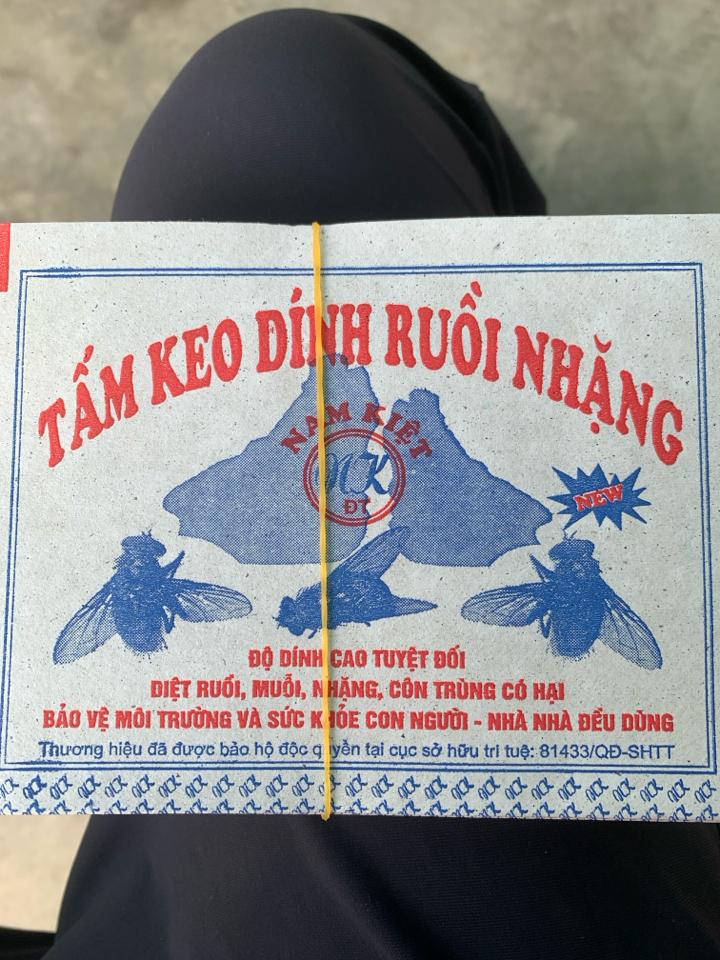 TẤM KEO DÍNH RUỒI NHẶNG
NAM KIỆT
NK
ĐT
NEW
ĐỘ DÍNH CAO TUYỆT ĐỐI
DIỆT RUỒI, MUỖI, NHẶNG, CÔN TRÙNG CÓ HẠI
BẢO VỆ MÔI TRƯỜNG VÀ SỨC KHỎE CON NGƯỜI - NHÀ NHÀ ĐỀU DÙNG
Thương hiệu đã được bảo hộ độc quyền tại cục sở hữu trí tuệ: 81433/QĐ-SHTT